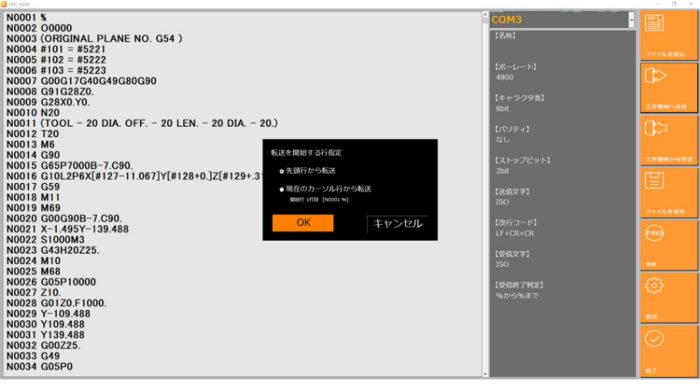 DNC-NOW
N0001 %
N0002 O0000
N0003 (ORIGINAL PLANE NO. G54 )
N0004 #101 = #5221
N0005 #102 = #5222
N0006 #103 = #5223
N0007 G00G17G40G49G80G90
N0008 G91G28Z0.
N0009 G28X0.Y0.
N0010 N20
N0011 (TOOL - 20 DIA. OFF. - 20 LEN. - 20 DIA. - 20.)
N0012 T20
N0013 M6
N0014 G90
N0015 G65P7000B-7.C90.
N0016 G10L2P6X[#127-11.067]Y[#128+0.]Z[#129+.31
N0017 G59
N0018 M11
N0019 M69
N0020 G00G90B-7.C90.
N0021 X-1.495Y-139.488
N0022 S1000M3
N0023 G43H20Z25.
N0024 M10
N0025 M68
N0026 G05P10000
N0027 Z10.
N0028 G01Z0.F1000.
N0029 Y-109.488
N0030 Y109.488
N0031 Y139.488
N0032 G00Z25.
N0033 G49
N0034 G05P0
転送を開始する行指定
先頭行から転送
現在のカーソル行から転送
開始行 1行目 [N0001 %]
OK
キャンセル
COM3
【名称】
【ボーレート】
4800
【キャラクタ長】
8bit
【パリティ】
なし
【ストップビット】
2bit
【送信文字】
ISO
【改行コード】
LF+CR+CR
【受信文字】
ISO
【受信終了判定】
%から%まで
ファイルを読込
工作機械へ送信
工作機械から受信
ファイルを保存
FIND
設定
終了